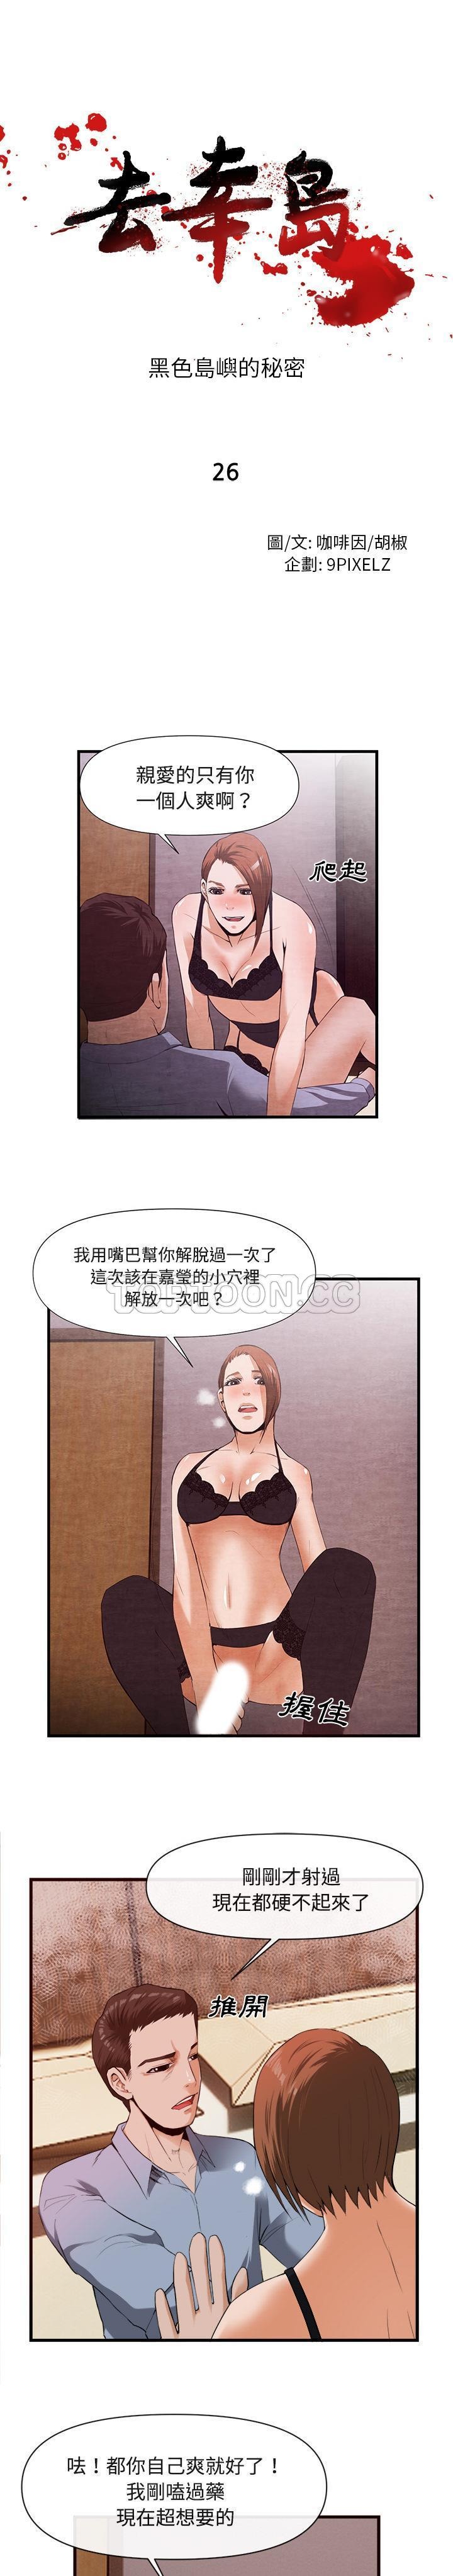 去幸島
黑色島嶼的秘密
26
圖/文: 咖啡因/胡椒
企劃: 9PIXELZ
親愛的只有你
一個人爽啊？
爬起
我用嘴巴幫你解脫過一次了
這次該在嘉瑩的小穴裡
解放一次吧？
TOPTOON.CC
握住
剛剛才射過
現在都硬不起來了
推開
呿！都你自己爽就好了！
我剛嗑過藥
現在超想要的